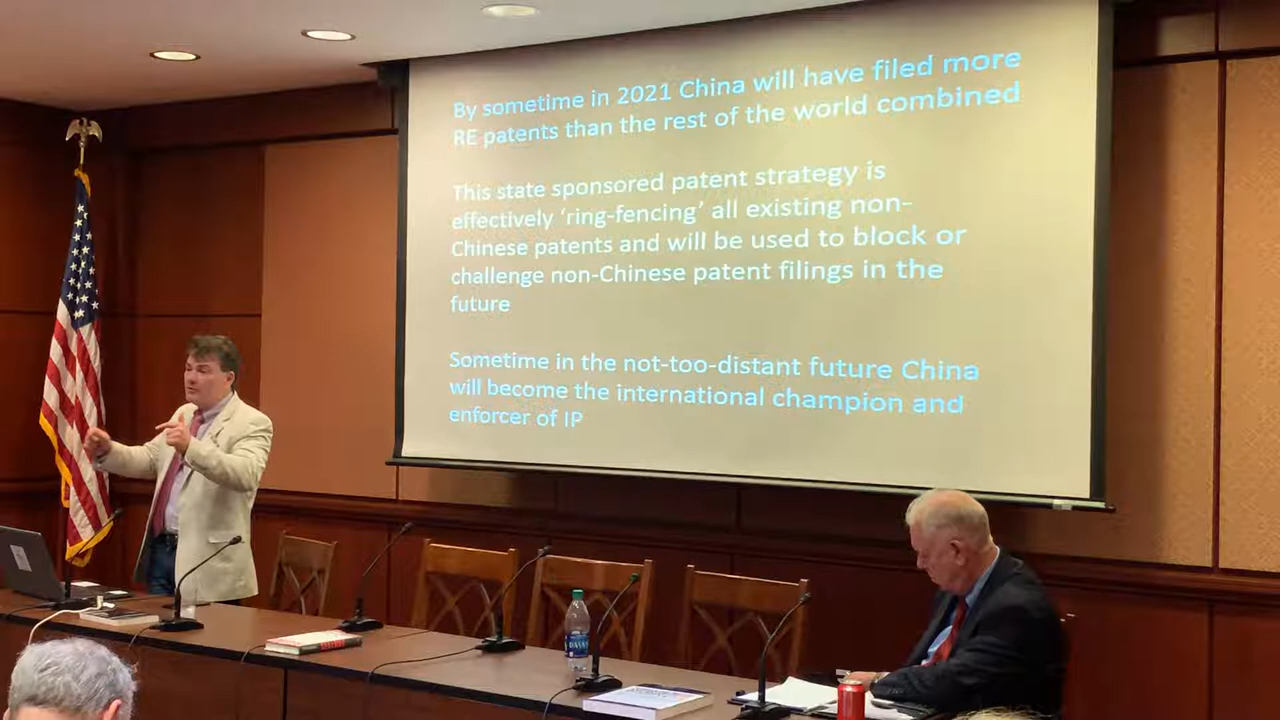 By sometime in 2021 China will have filed more
RE patents than the rest of the world combined
This state sponsored patent strategy is
effectively ‘ring-fencing’ all existing non-
Chinese patents and will be used to block or
challenge non-Chinese patent filings in the
future
Sometime in the not-too-distant future China
will become the international champion and
enforcer of IP
DASANI